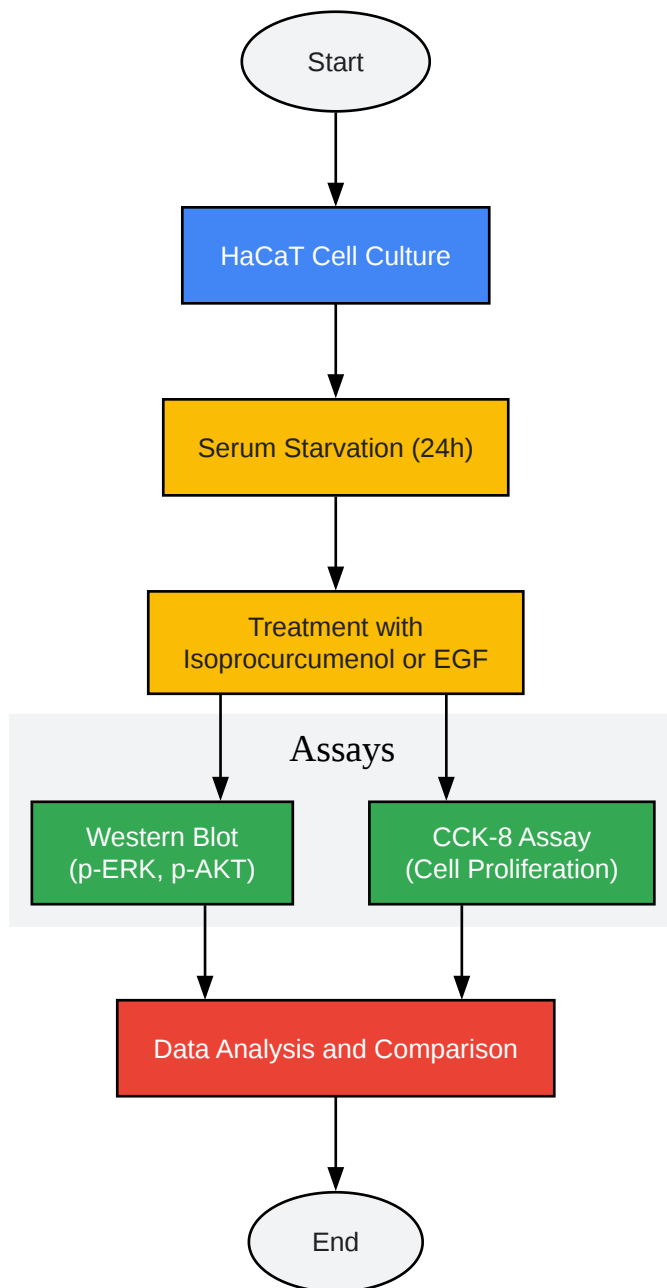 Start
HaCaT Cell Culture
Serum Starvation (24h)
Treatment with
Isoprocurcumenol or EGF
Assays
Western Blot
(p-ERK, p-AKT)
CCK-8 Assay
(Cell Proliferation)
Data Analysis and Comparison
End